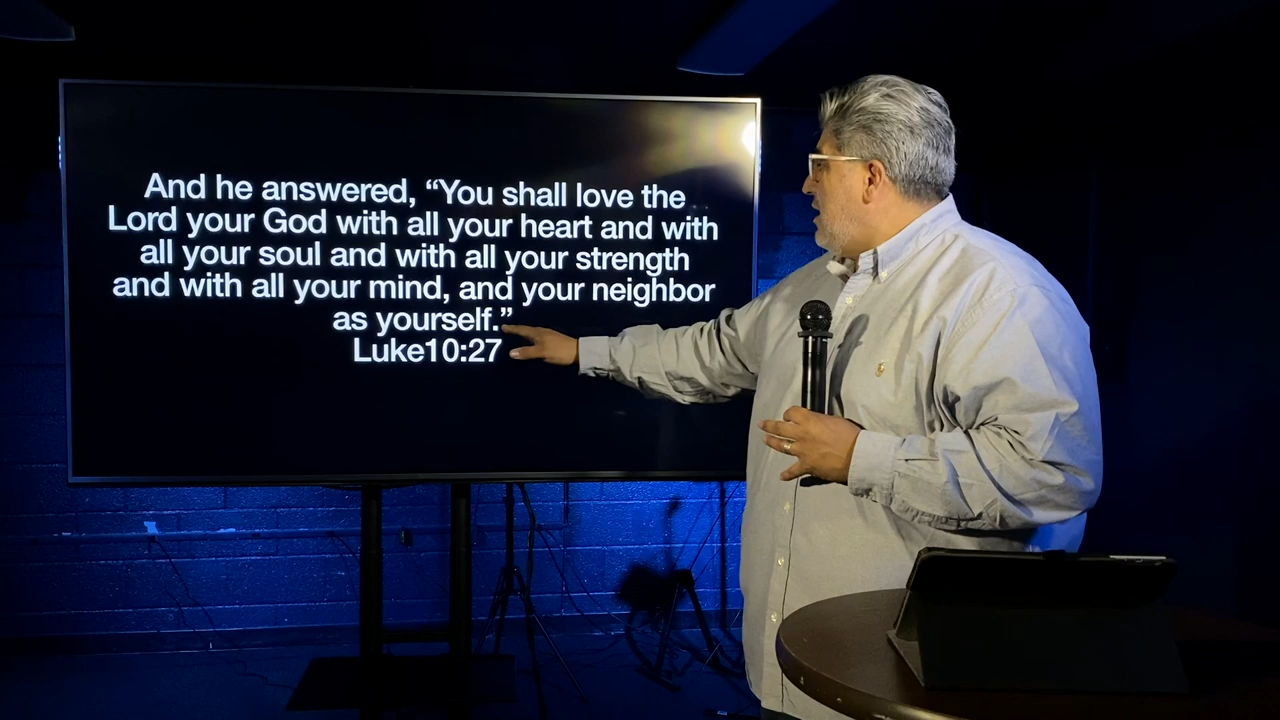 And he answered, “You shall love the
Lord your God with all your heart and with
all your soul and with all your strength
and with all your mind, and your neighbor
as yourself.”
Luke10:27